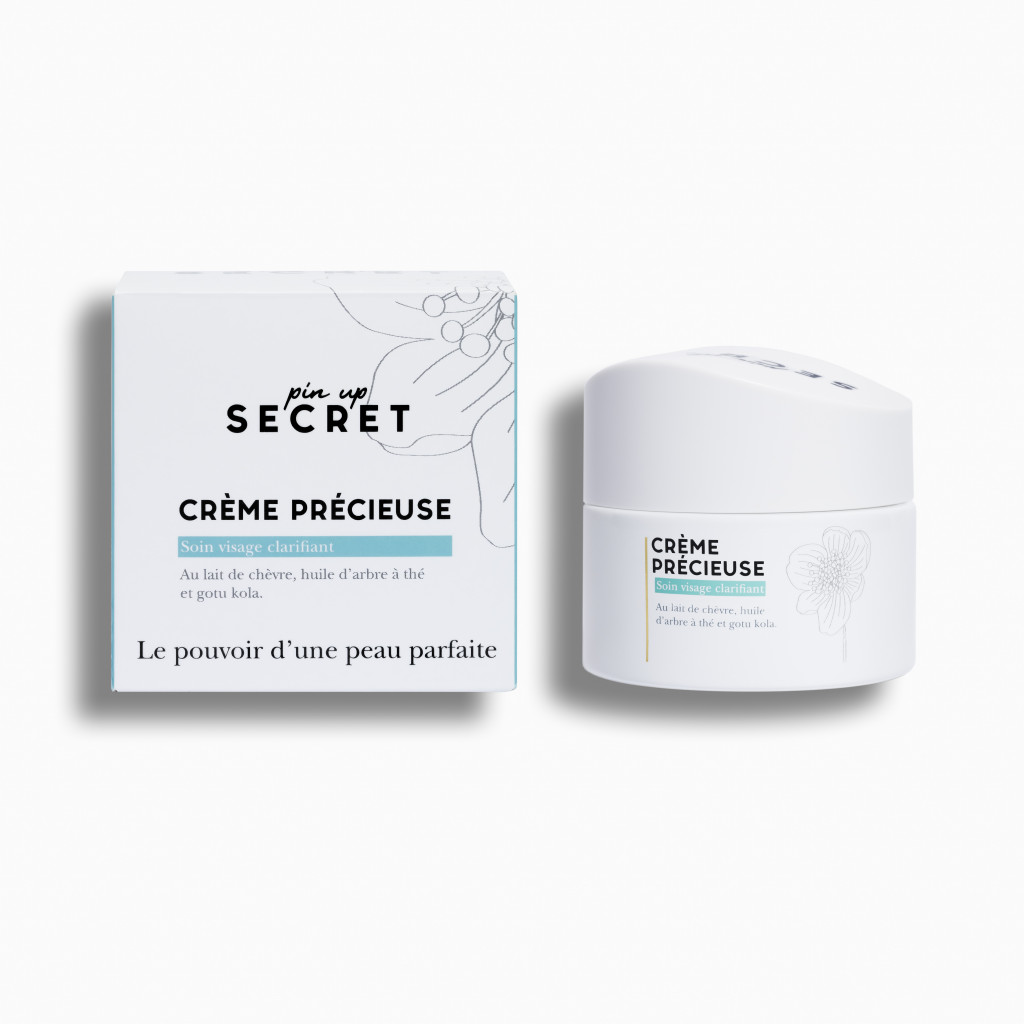 pin up
SECRET
CRÈME PRÉCIEUSE
Soin visage clarifiant
Au lait de chèvre, huile d'arbre à thé
et gotu kola.
Le pouvoir d'une peau parfaite
CRÈME
PRÉCIEUSE
Soin visage clarifiant
Au lait de chèvre, huile
d'arbre à thé et gotu kola.